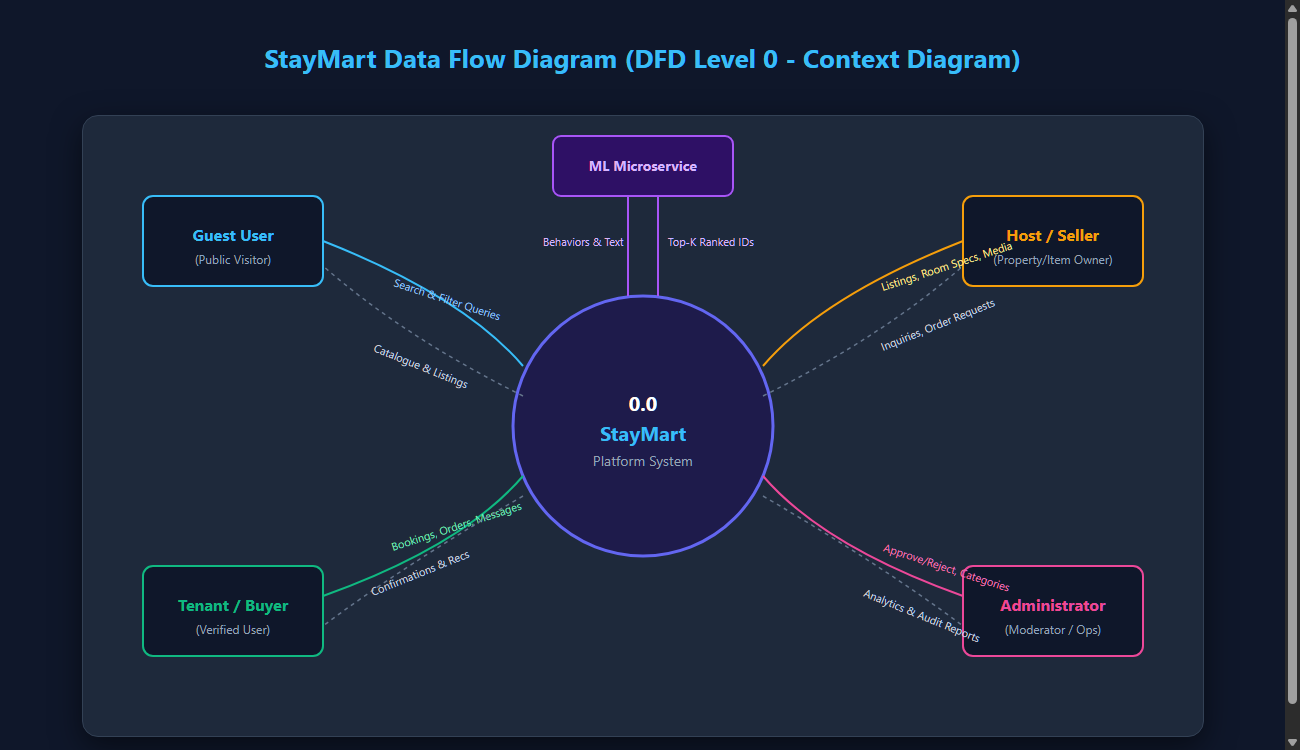 StayMart Data Flow Diagram (DFD Level 0 - Context Diagram)
ML Microservice
Guest User
(Public Visitor)
Host / Seller
(Property/Item Owner)
Behaviors & Text
Top-K Ranked IDs
Search & Filter Queries
Listings, Room Specs, Media
Catalogue & Listings
Inquiries, Order Requests
0.0
StayMart
Platform System
Bookings, Orders, Messages
Confirmations & Recs
Approve/Reject, Categories
Analytics & Audit Reports
Tenant / Buyer
(Verified User)
Administrator
(Moderator / Ops)